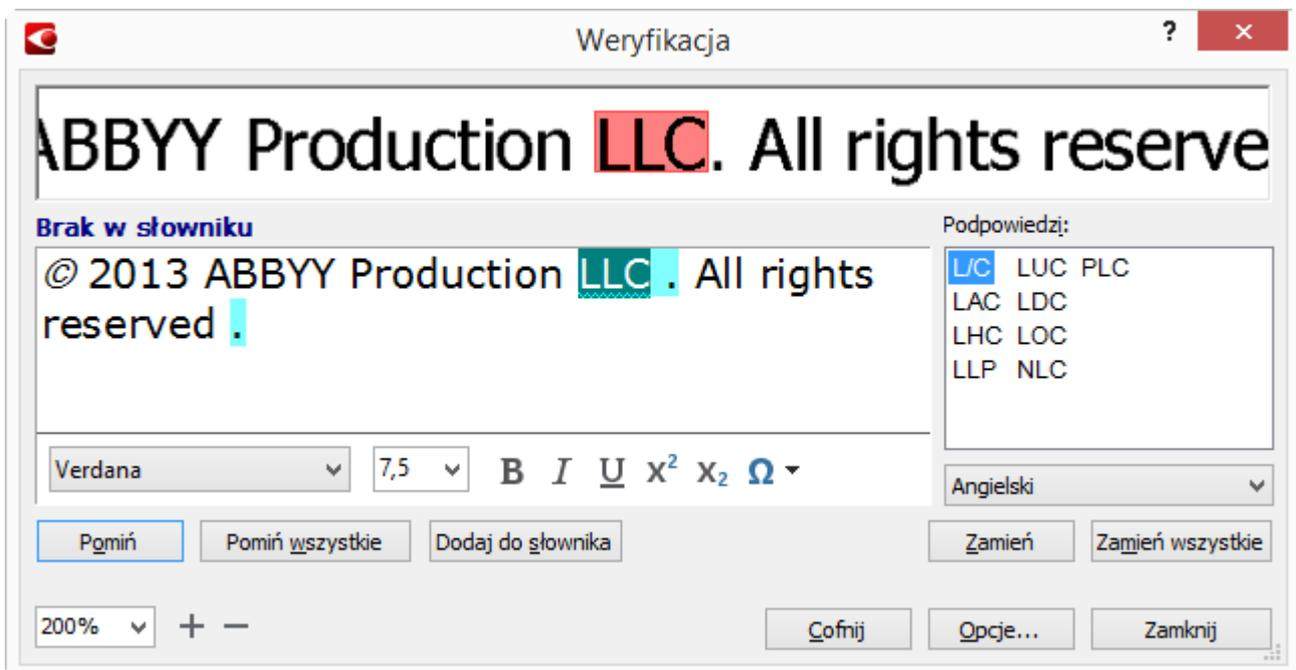 Weryfikacja
?
ABBYY Production LLC. All rights reserve
Brak w słowniku
© 2013 ABBYY Production LLC . All rights
reserved .
Podpowiedzi:
L/C LUC PLC
LAC LDC
LHC LOC
LLP NLC
Verdana 7,5 B I U X² X₂ Ω
Angielski
Pomiń Pomiń wszystkie Dodaj do słownika Zamień Zamień wszystkie
200% + −
Cofnij Opcje... Zamknij